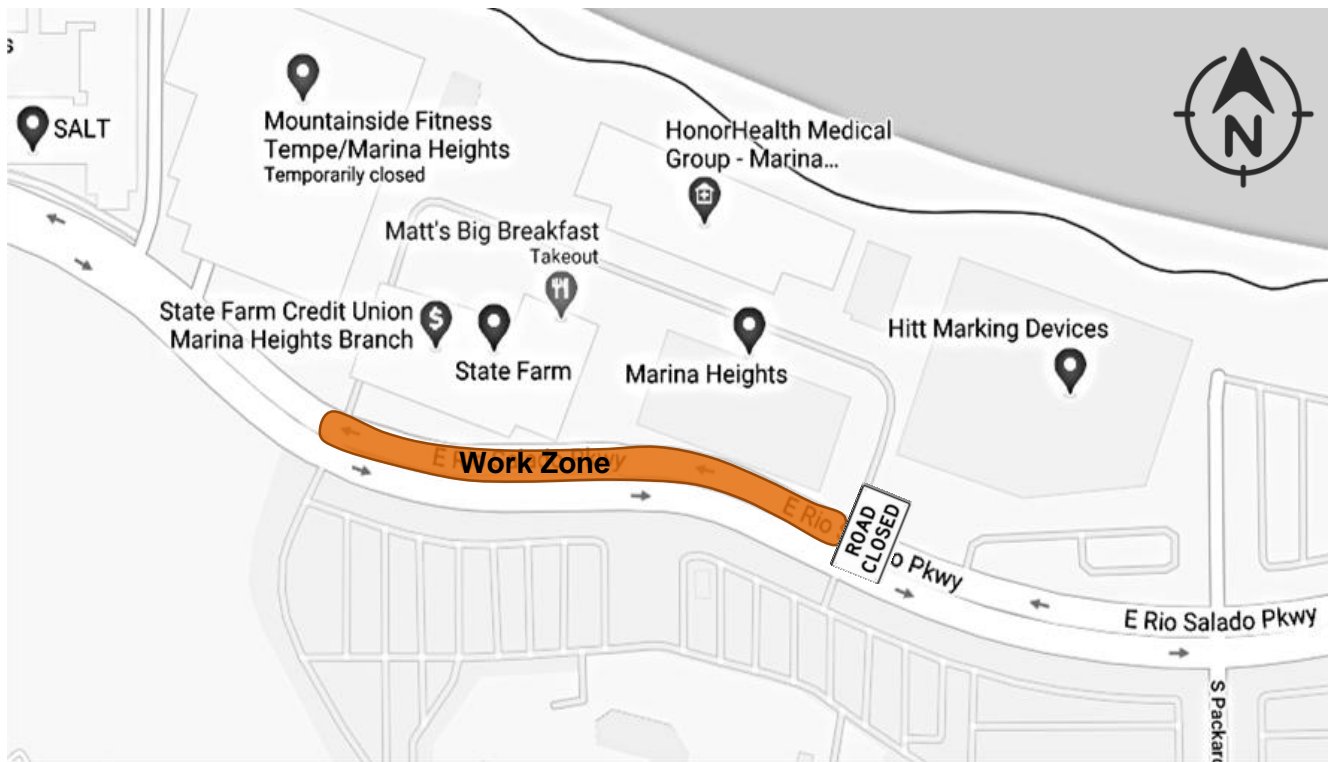 s
SALT
Mountainside Fitness
Tempe/Marina Heights
Temporarily closed
HonorHealth Medical
Group - Marina...
N
Matt's Big Breakfast
Takeout
State Farm Credit Union
Marina Heights Branch
$
State Farm
Marina Heights
Hitt Marking Devices
Work Zone
E Rio
ROAD
CLOSED
o Pkwy
E Rio Salado Pkwy
S Packard